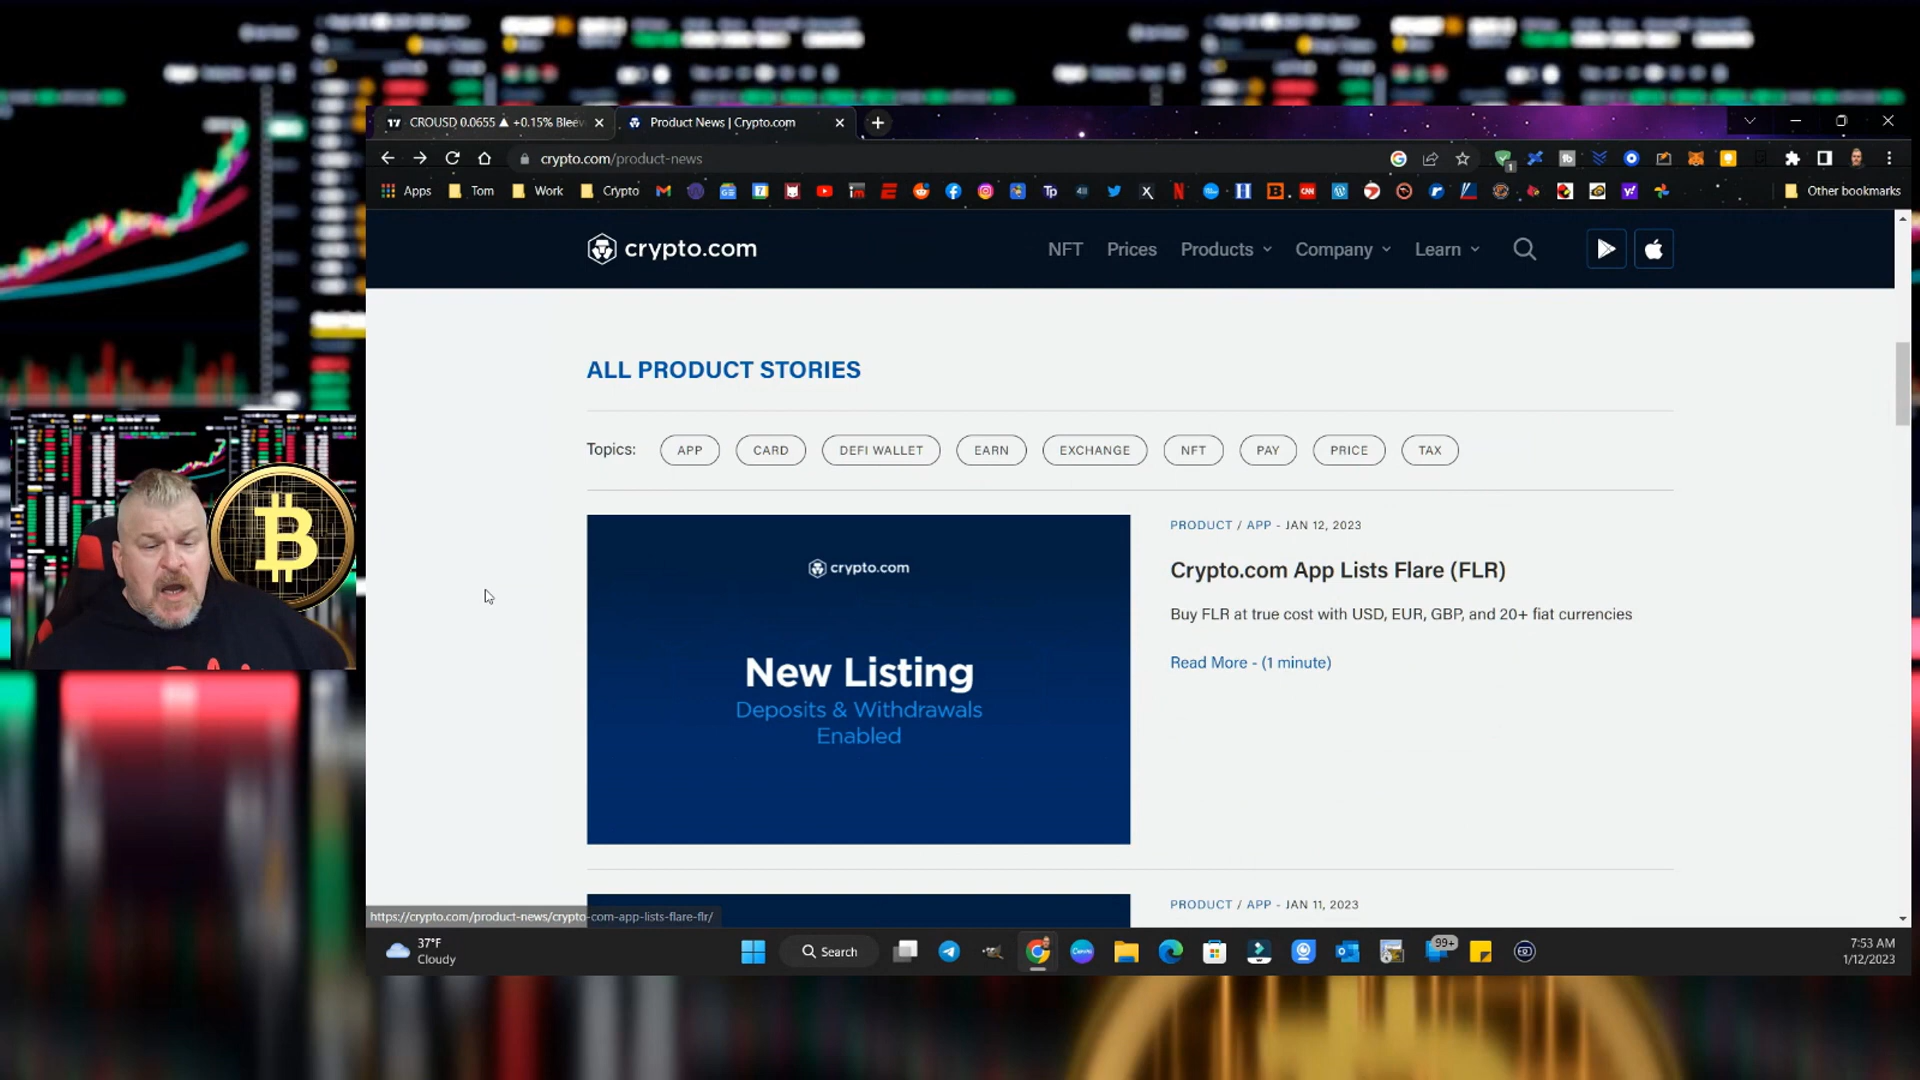 CROUSD 0.0655 ▲ +0.15% Bleev
Product News | Crypto.com
crypto.com/product-news
Apps
Tom
Work
Crypto
Other bookmarks
crypto.com
NFT
Prices
Products
Company
Learn
ALL PRODUCT STORIES
Topics:
APP
CARD
DEFI WALLET
EARN
EXCHANGE
NFT
PAY
PRICE
TAX
crypto.com
New Listing
Deposits & Withdrawals
Enabled
PRODUCT / APP - JAN 12, 2023
Crypto.com App Lists Flare (FLR)
Buy FLR at true cost with USD, EUR, GBP, and 20+ fiat currencies
Read More - (1 minute)
PRODUCT / APP - JAN 11, 2023
https://crypto.com/product-news/crypto-com-app-lists-flare-flr/
37°F
Cloudy
Search
99+
7:53 AM
1/12/2023